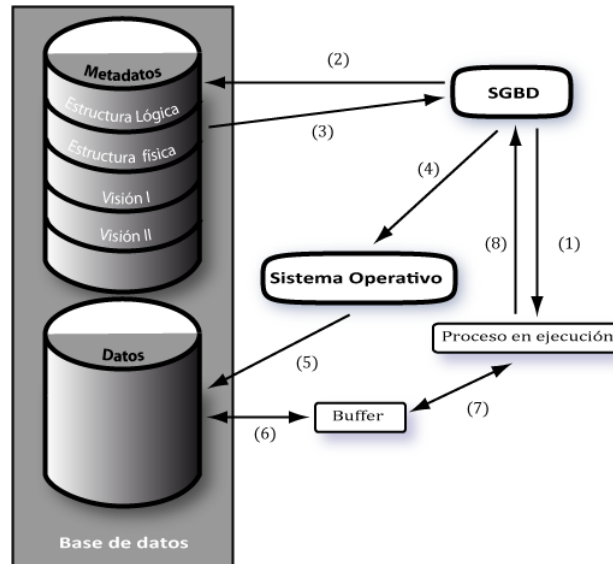 Metadatos
Estructura Lógica
Estructura física
Visión I
Visión II
(2)
SGBD
(3)
(4)
(8)
(1)
Sistema Operativo
Proceso en ejecución
Datos
(5)
Buffer
(7)
(6)
Base de datos